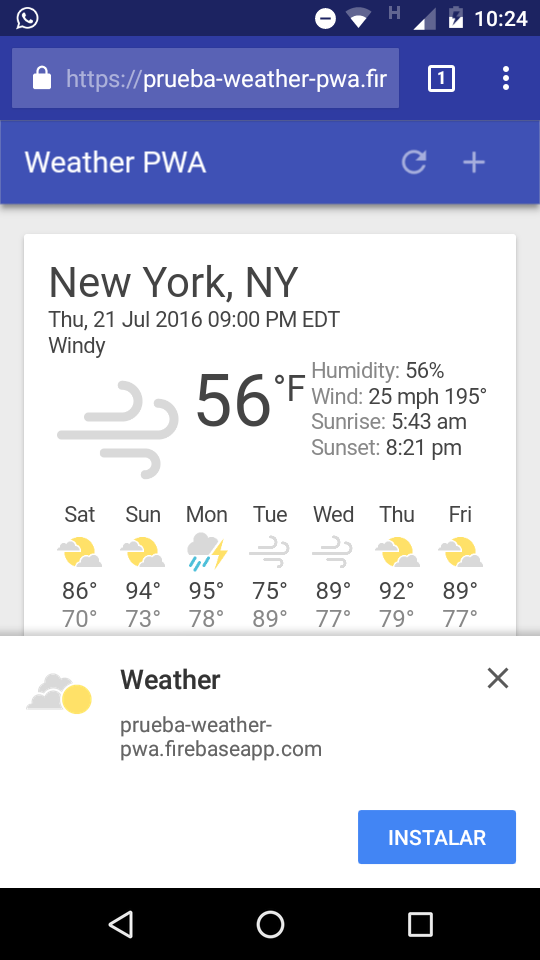 H 10:24
https://prueba-weather-pwa.fir 1
Weather PWA
New York, NY
Thu, 21 Jul 2016 09:00 PM EDT
Windy
56 °F
Humidity: 56%
Wind: 25 mph 195°
Sunrise: 5:43 am
Sunset: 8:21 pm
Sat Sun Mon Tue Wed Thu Fri
86° 94° 95° 75° 89° 92° 89°
70° 73° 78° 89° 77° 79° 77°
Weather
prueba-weather-
pwa.firebaseapp.com
INSTALAR